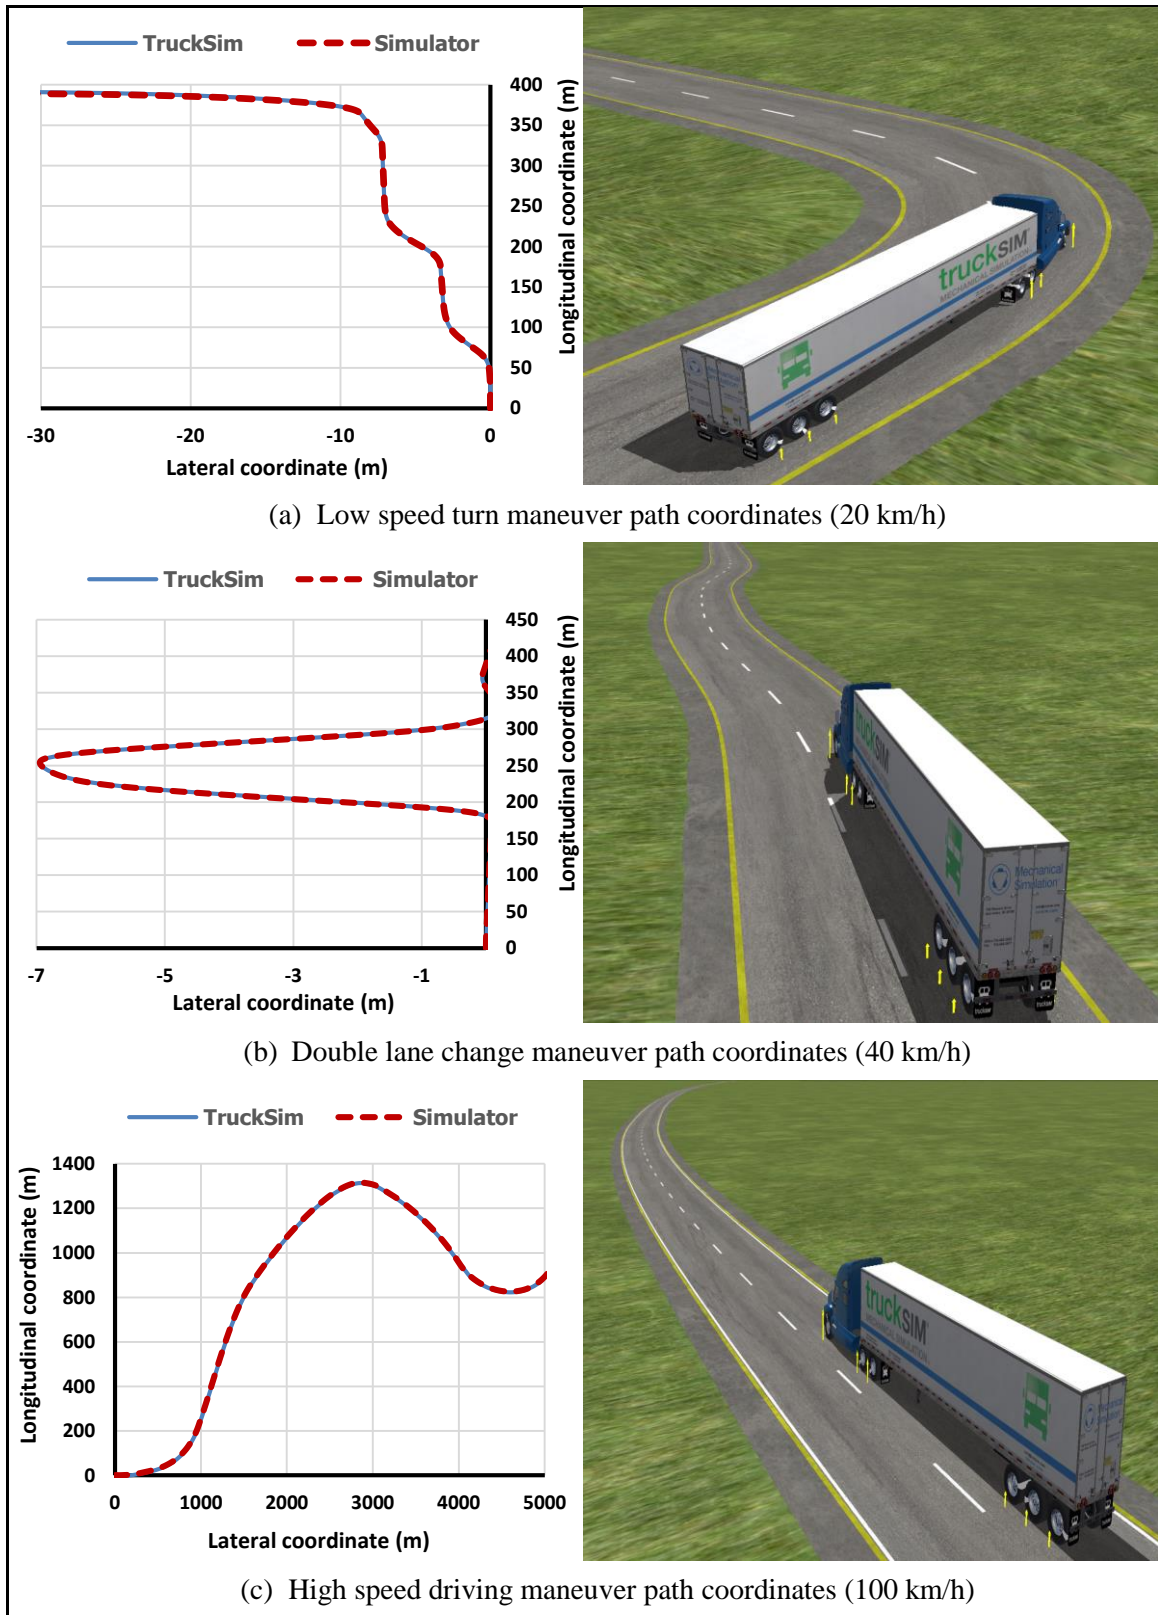 TruckSim Simulator
400
350
300
250
200
150
100
50
0
Longitudinal coordinate (m)
-30 -20 -10 0
Lateral coordinate (m)
truckSIM
MECHANICAL SIMULATION
(a) Low speed turn maneuver path coordinates (20 km/h)
TruckSim Simulator
450
400
350
300
250
200
150
100
50
0
Longitudinal coordinate (m)
-7 -5 -3 -1
Lateral coordinate (m)
truckSIM
Mechanical
Simulation
(b) Double lane change maneuver path coordinates (40 km/h)
TruckSim Simulator
1400
1200
1000
800
600
400
200
0
Longitudinal coordinate (m)
0 1000 2000 3000 4000 5000
Lateral coordinate (m)
truckSIM
MECHANICAL SIMULATION
(c) High speed driving maneuver path coordinates (100 km/h)